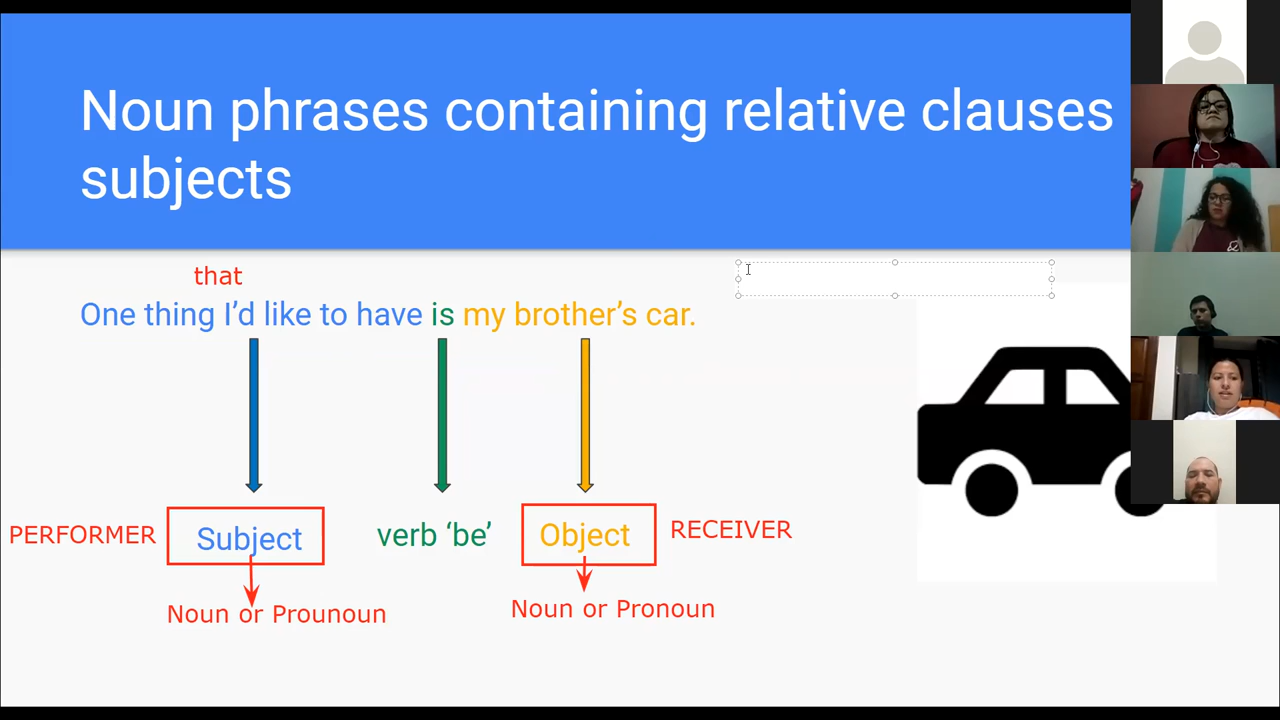 Noun phrases containing relative clauses
subjects
that
One thing I'd like to have is my brother's car.
PERFORMER Subject verb ‘be’ Object RECEIVER
Noun or Prounoun Noun or Pronoun